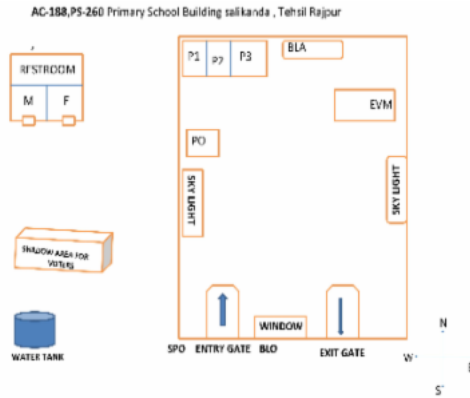 AC-188,PS-260 Primary School Building salikanda , Tehsil Rajpur
RESTROOM
M F
P1 P2 P3
BLA
EVM
PO
SKY LIGHT
SKY LIGHT
SHADOW AREA FOR
VOTERS
WATER TANK
WINDOW
SPO ENTRY GATE BLO EXIT GATE
N
W
E
S